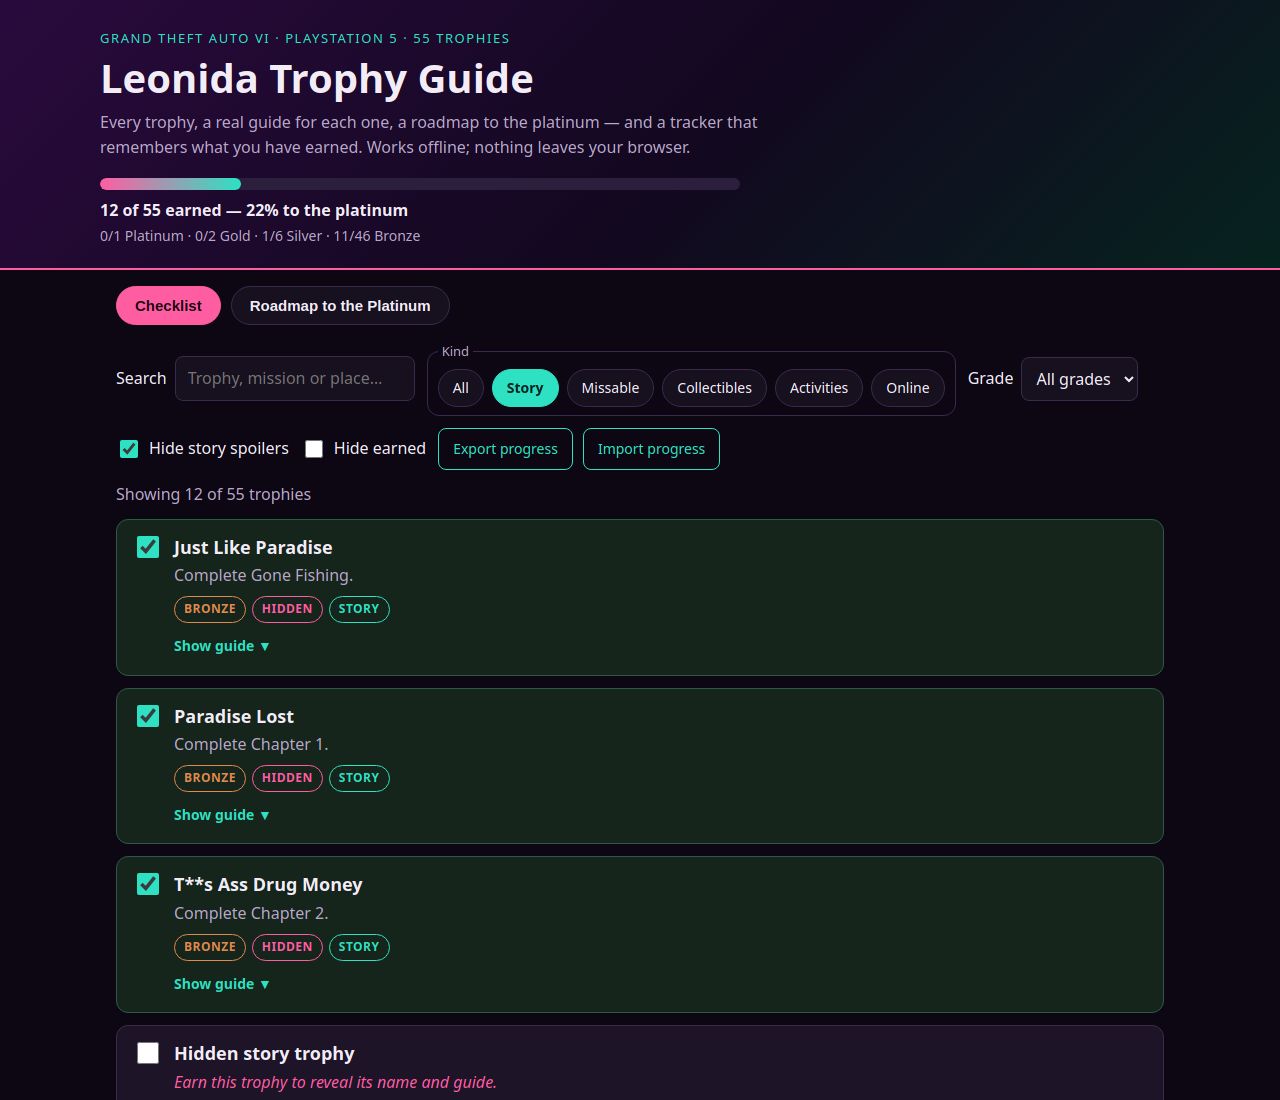 GRAND THEFT AUTO VI · PLAYSTATION 5 · 55 TROPHIES
Leonida Trophy Guide
Every trophy, a real guide for each one, a roadmap to the platinum — and a tracker that
remembers what you have earned. Works offline; nothing leaves your browser.
12 of 55 earned — 22% to the platinum
0/1 Platinum · 0/2 Gold · 1/6 Silver · 11/46 Bronze
Checklist Roadmap to the Platinum
Kind
Search Trophy, mission or place... All Story Missable Collectibles Activities Online Grade All grades
Hide story spoilers Hide earned Export progress Import progress
Showing 12 of 55 trophies
Just Like Paradise
Complete Gone Fishing.
BRONZE HIDDEN STORY
Show guide ▼
Paradise Lost
Complete Chapter 1.
BRONZE HIDDEN STORY
Show guide ▼
T**s Ass Drug Money
Complete Chapter 2.
BRONZE HIDDEN STORY
Show guide ▼
Hidden story trophy
Earn this trophy to reveal its name and guide.